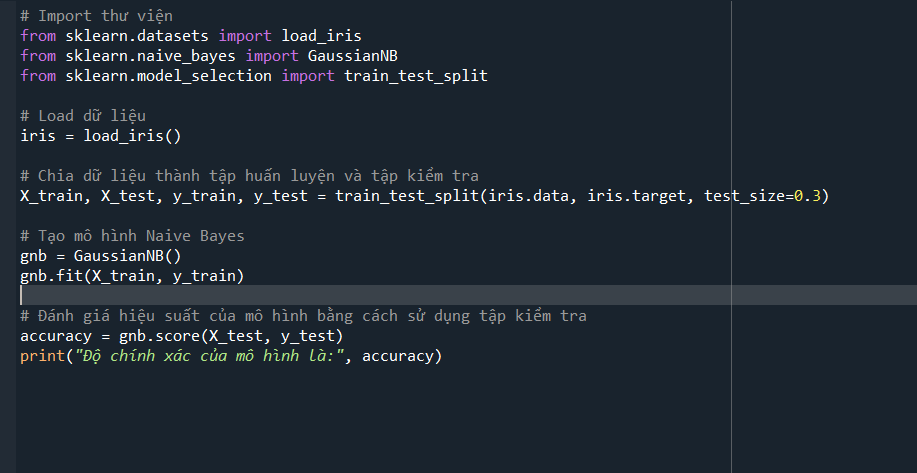 # Import thư viện
from sklearn.datasets import load_iris
from sklearn.naive_bayes import GaussianNB
from sklearn.model_selection import train_test_split
# Load dữ liệu
iris = load_iris()
# Chia dữ liệu thành tập huấn luyện và tập kiểm tra
X_train, X_test, y_train, y_test = train_test_split(iris.data, iris.target, test_size=0.3)
# Tạo mô hình Naive Bayes
gnb = GaussianNB()
gnb.fit(X_train, y_train)
# Đánh giá hiệu suất của mô hình bằng cách sử dụng tập kiểm tra
accuracy = gnb.score(X_test, y_test)
print("Độ chính xác của mô hình là:", accuracy)